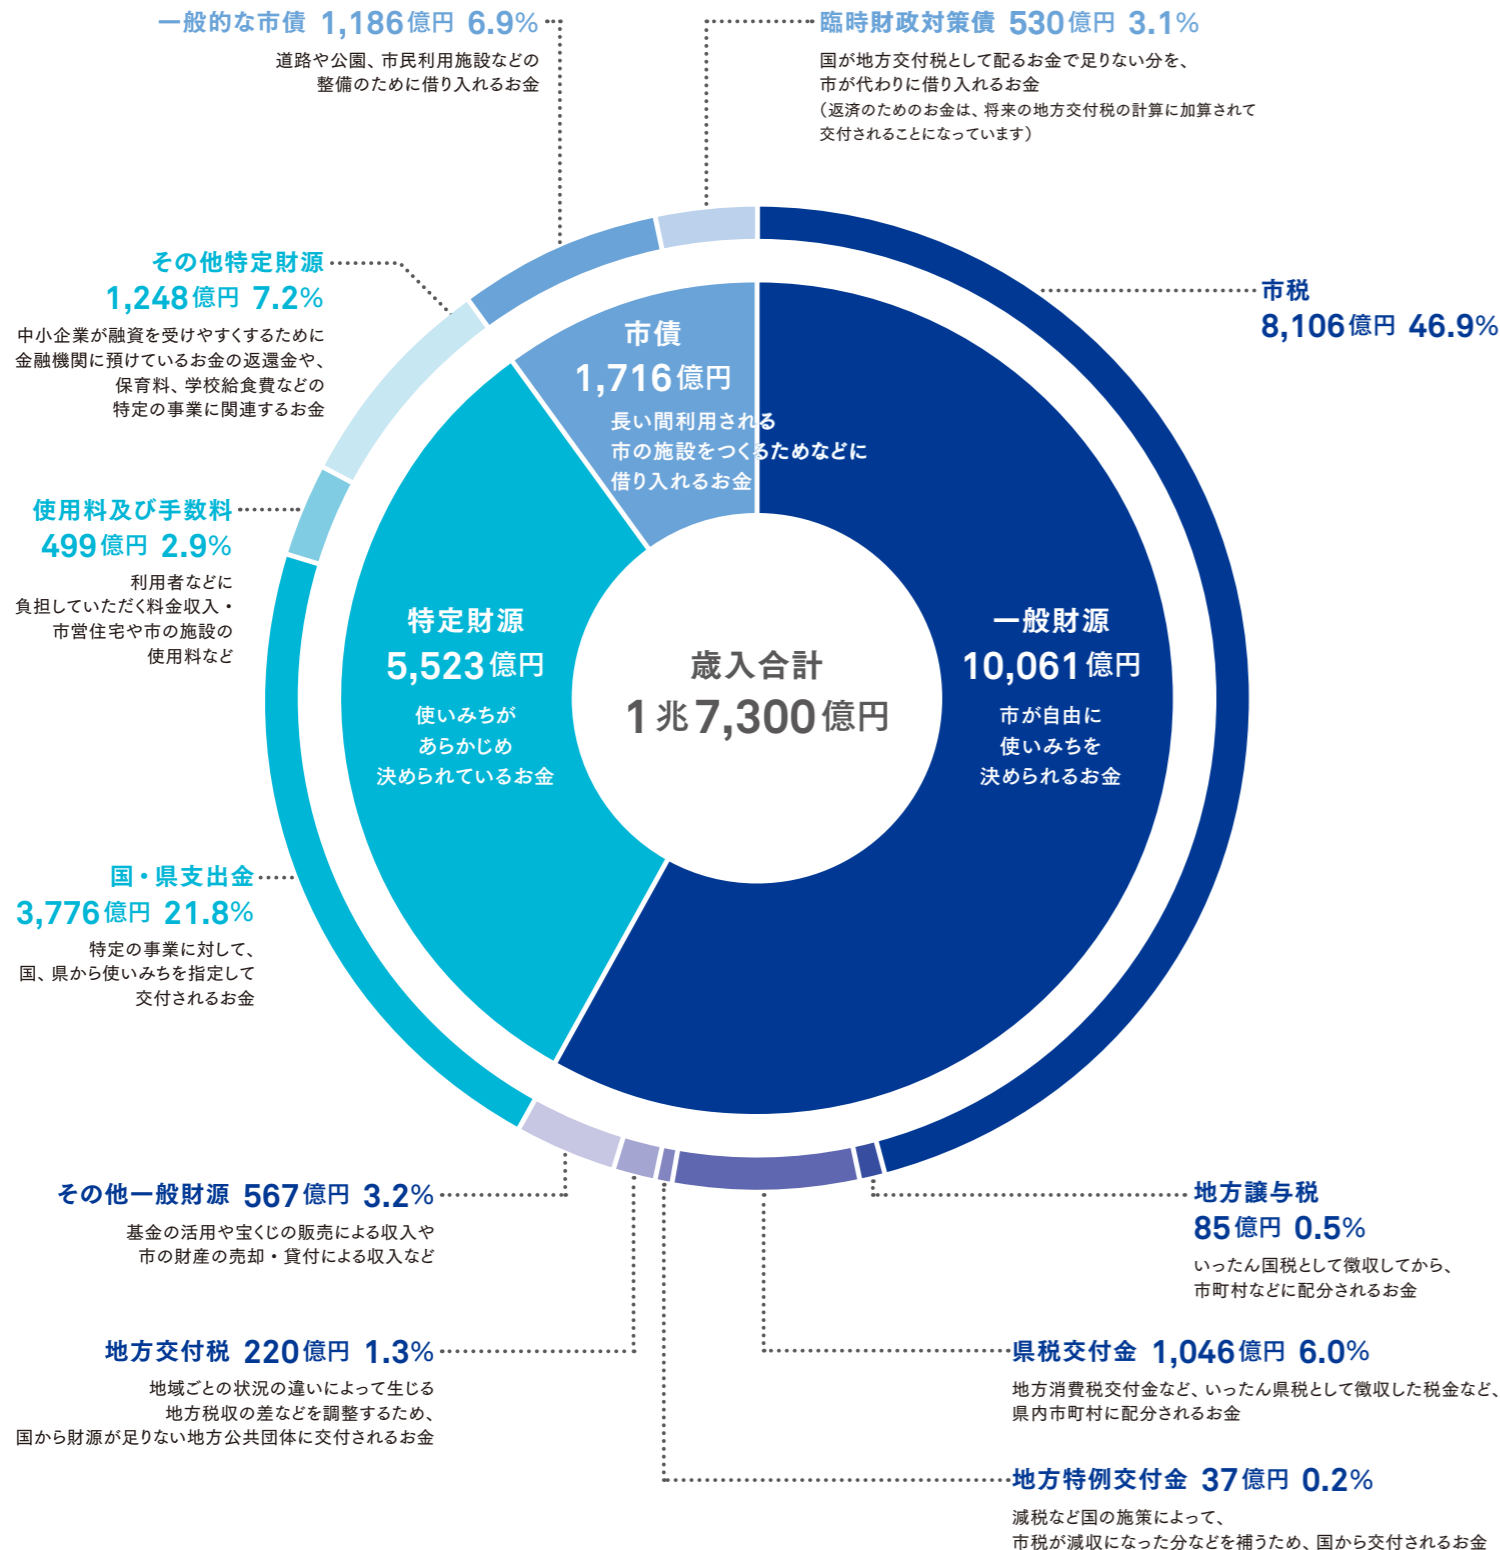 一般的な市債 1,186億円 6.9%
道路や公園、市民利用施設などの
整備のために借り入れるお金
臨時財政対策債 530億円 3.1%
国が地方交付税として配るお金で足りない分を、
市が代わりに借り入れるお金
（返済のためのお金は、将来の地方交付税の計算に加算されて
交付されることになっています）
その他特定財源
1,248億円 7.2%
中小企業が融資を受けやすくするために
金融機関に預けているお金の返還金や、
保育料、学校給食費などの
特定の事業に関連するお金
市税
8,106億円 46.9%
市債
1,716億円
長い間利用される
市の施設をつくるためなどに
借り入れるお金
使用料及び手数料
499億円 2.9%
利用者などに
負担していただく料金収入・
市営住宅や市の施設の
使用料など
特定財源
5,523億円
使いみちが
あらかじめ
決められているお金
歳入合計
1兆7,300億円
一般財源
10,061億円
市が自由に
使いみちを
決められるお金
国・県支出金
3,776億円 21.8%
特定の事業に対して、
国、県から使いみちを指定して
交付されるお金
その他一般財源 567億円 3.2%
基金の活用や宝くじの販売による収入や
市の財産の売却・貸付による収入など
地方譲与税
85億円 0.5%
いったん国税として徴収してから、
市町村などに配分されるお金
地方交付税 220億円 1.3%
地域ごとの状況の違いによって生じる
地方税収の差などを調整するため、
国から財源が足りない地方公共団体に交付されるお金
県税交付金 1,046億円 6.0%
地方消費税交付金など、いったん県税として徴収した税金など、
県内市町村に配分されるお金
地方特例交付金 37億円 0.2%
減税など国の施策によって、
市税が減収になった分などを補うため、国から交付されるお金